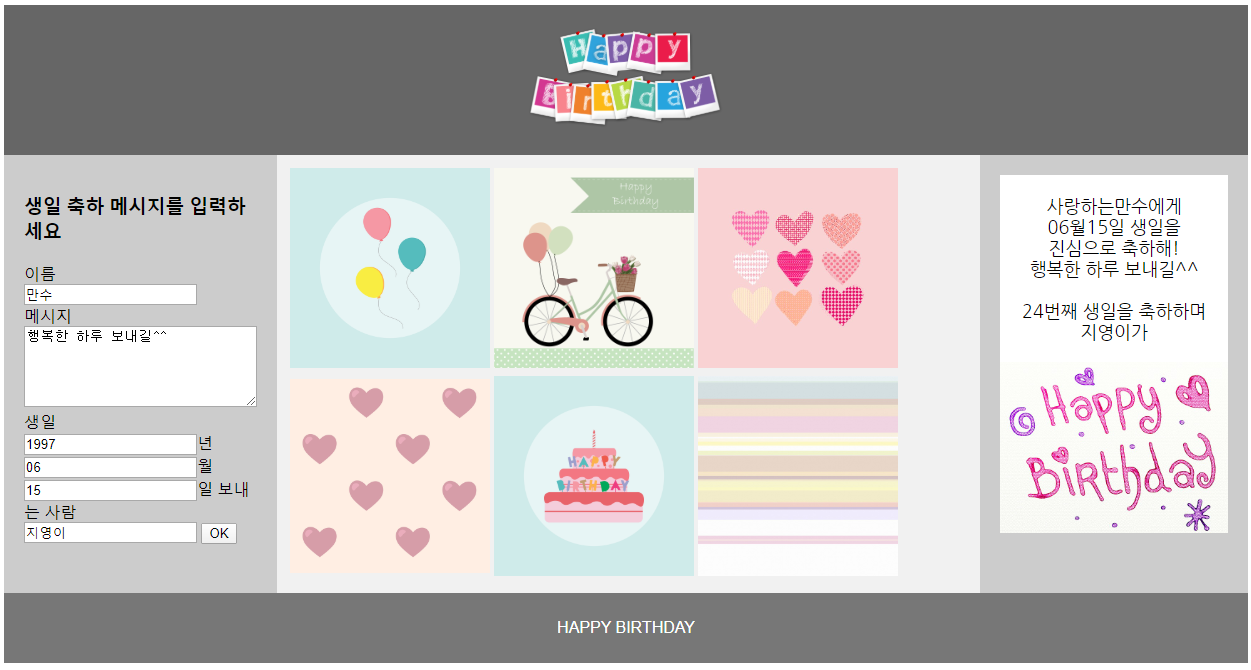 Happy
Birthday
생일 축하 메시지를 입력하
세요
이름
만수
메시지
행복한 하루 보내길^^
생일
1997 년
06 월
15 일 보내
는 사람
지영이 OK
Happy
Birthday
HAPPY
BIRTHDAY
사랑하는만수에게
06월15일 생일을
진심으로 축하해!
행복한 하루 보내길^^
24번째 생일을 축하하며
지영이가
Happy
BiRthday
HAPPY BIRTHDAY